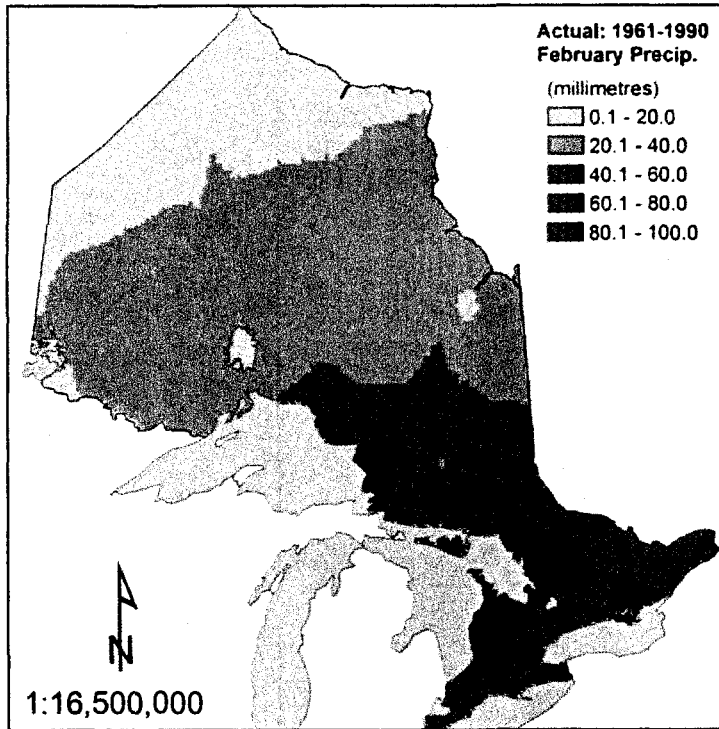 Actual: 1961-1990
February Precip.
(millimetres)
0.1 - 20.0
20.1 - 40.0
40.1 - 60.0
60.1 - 80.0
80.1 - 100.0
N
1:16,500,000